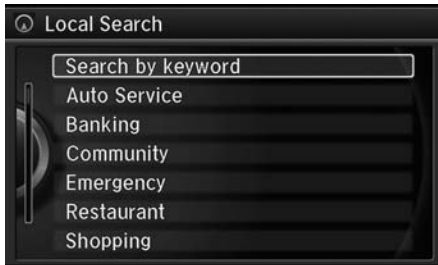 Local Search
Search by keyword
Auto Service
Banking
Community
Emergency
Restaurant
Shopping